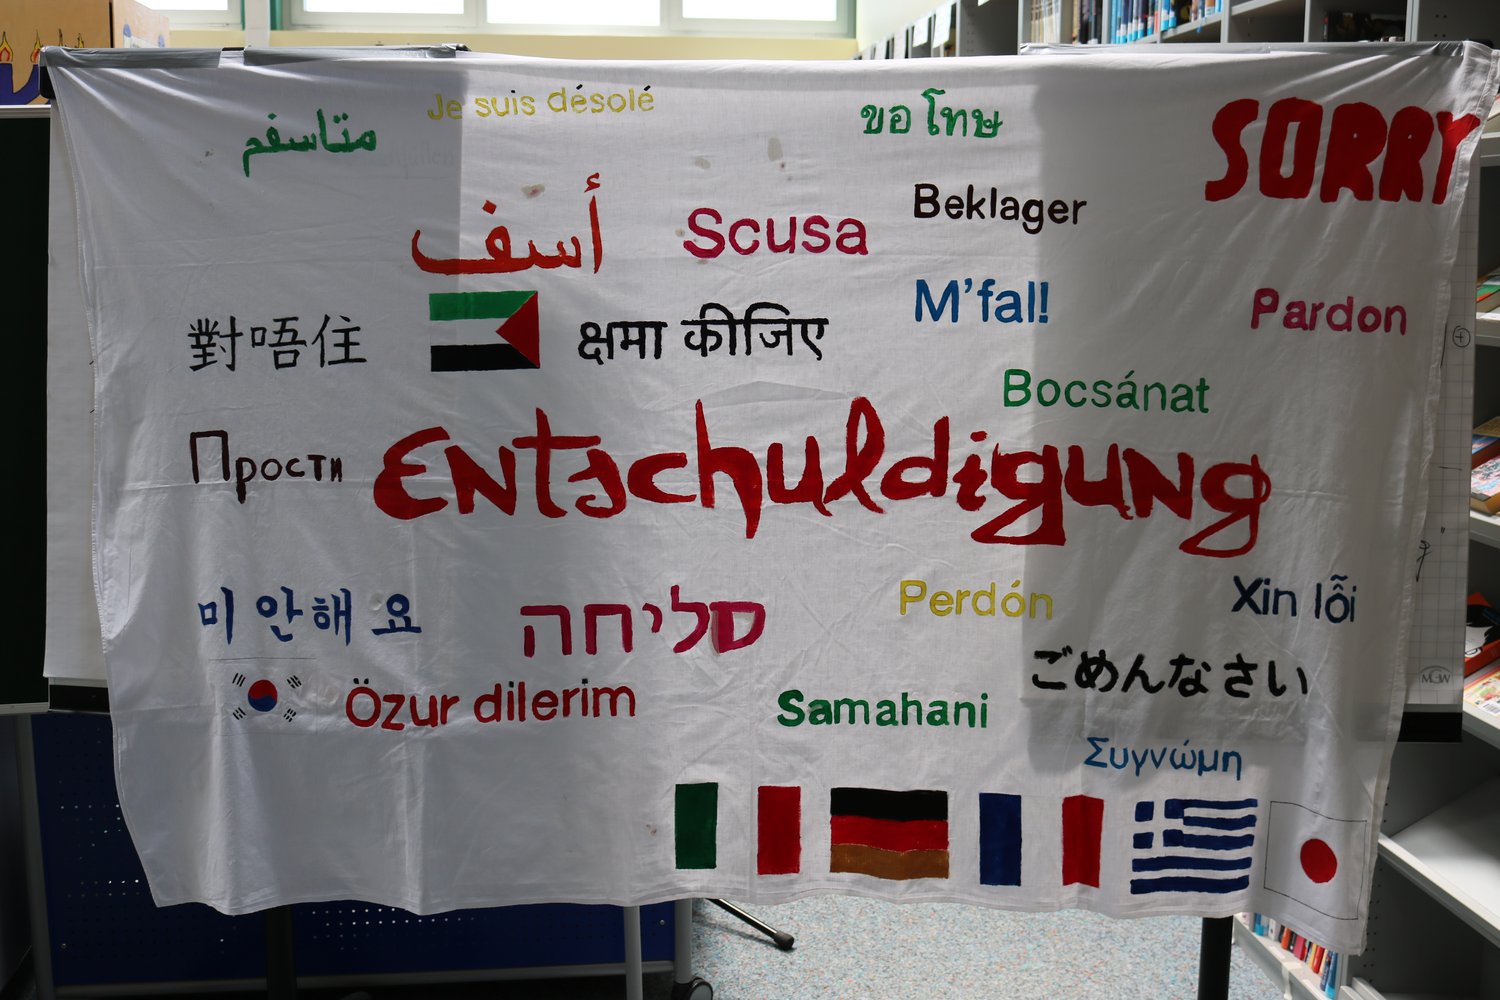 Je suis désolé
متاسفم
ขอโทษ
SORRY
أسف
Scusa
Beklager
M'fal!
Pardon
對唔住
क्षमा कीजिए
Bocsánat
Прости
Entschuldigung
미안해요
סליחה
Perdón
Xin lỗi
ごめんなさい
Özur dilerim
Samahani
Συγνώμη
MGW